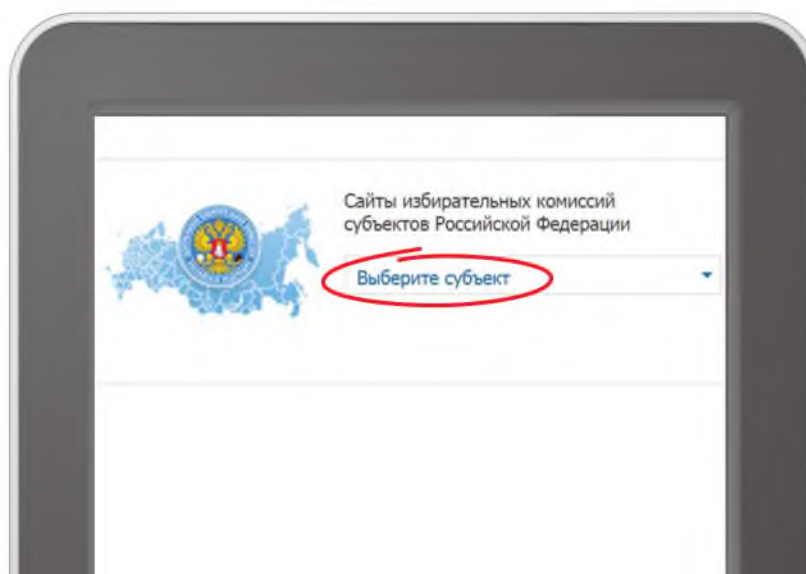 Сайты избирательных комиссий
субъектов Российской Федерации
Выберите субъект